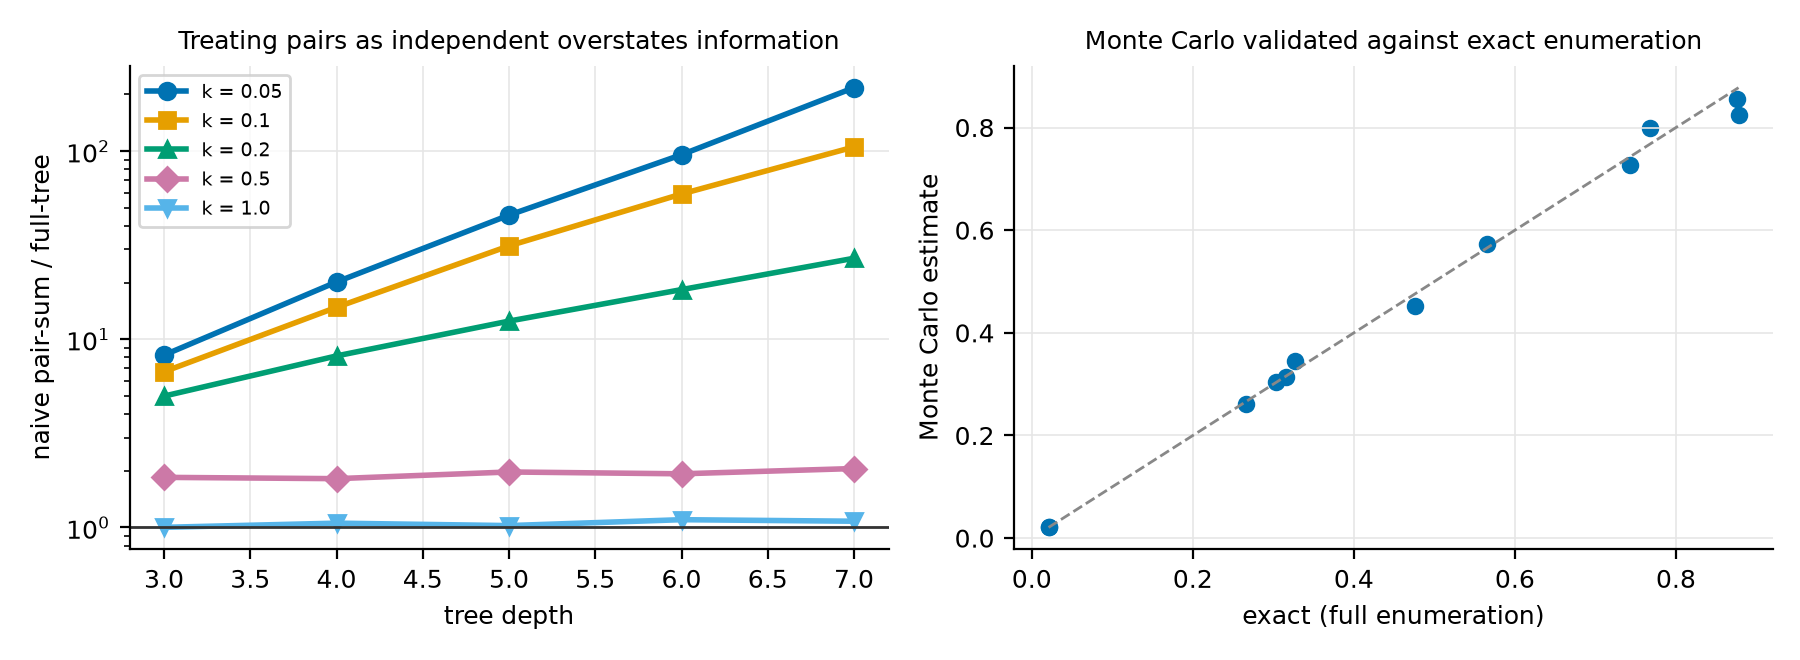 Treating pairs as independent overstates information
naive pair-sum / full-tree
10²
10¹
10⁰
k = 0.05
k = 0.1
k = 0.2
k = 0.5
k = 1.0
3.0 3.5 4.0 4.5 5.0 5.5 6.0 6.5 7.0
tree depth
Monte Carlo validated against exact enumeration
Monte Carlo estimate
0.8
0.6
0.4
0.2
0.0
0.0 0.2 0.4 0.6 0.8
exact (full enumeration)